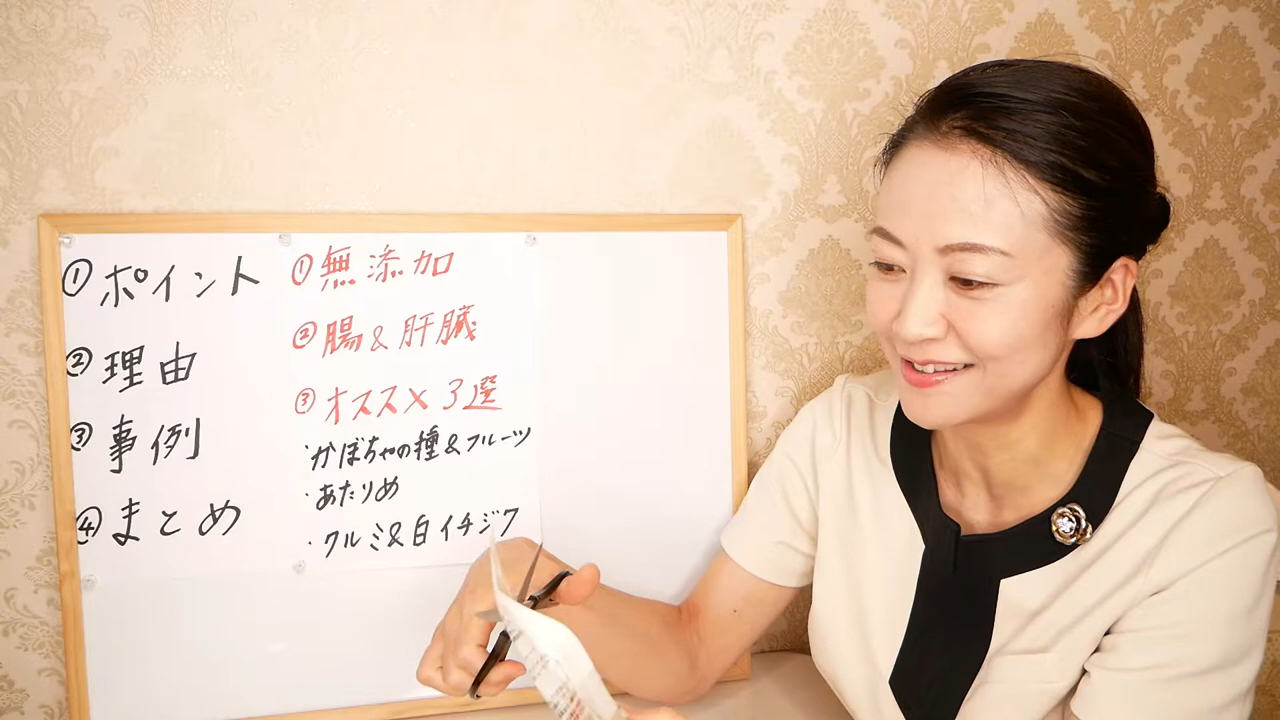 ①ポイント
②理由
③事例
④まとめ
①無添加
②腸&肝臓
③オススメ3選
・かぼちゃの種&フルーツ
・あたりめ
・クルミ&白イチジク